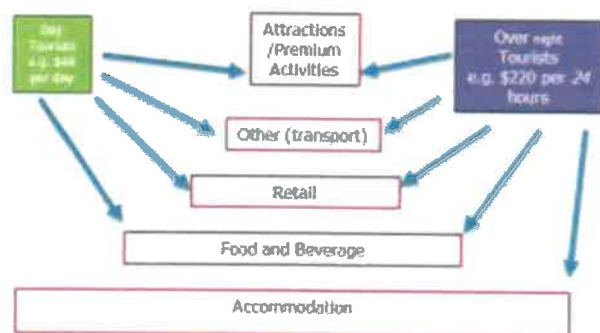 Day
Tourists
e.g. $
per day
Attractions
/Premium
Activities
Over night
Tourists
e.g. $220 per 24
hours
Other (transport)
Retail
Food and Beverage
Accommodation